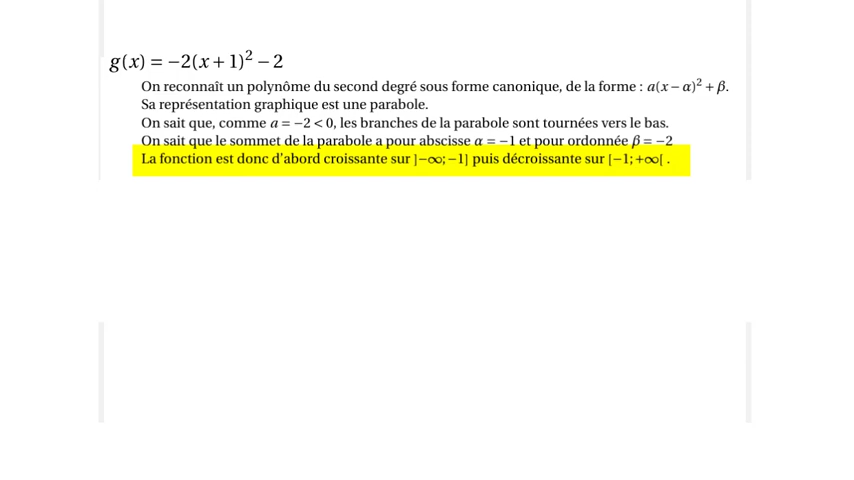 g(x) = −2(x + 1)² − 2
On reconnaît un polynôme du second degré sous forme canonique, de la forme : a(x − α)² + β.
Sa représentation graphique est une parabole.
On sait que, comme a = −2 < 0, les branches de la parabole sont tournées vers le bas.
On sait que le sommet de la parabole a pour abscisse α = −1 et pour ordonnée β = −2
La fonction est donc d'abord croissante sur ]−∞; −1] puis décroissante sur [−1; +∞[ .